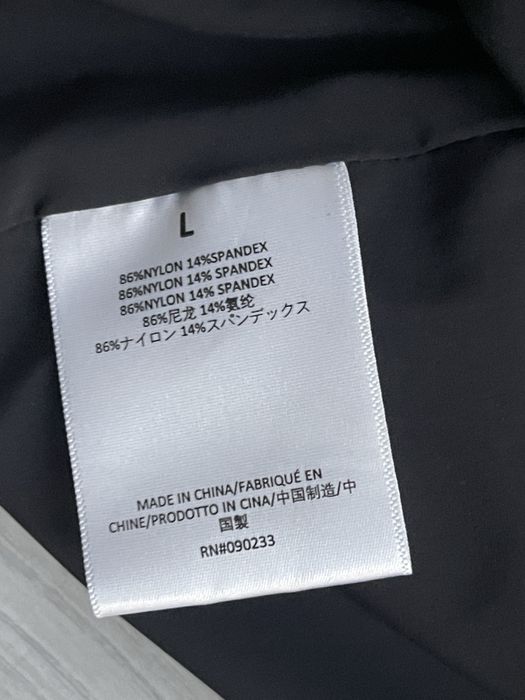 L
86%NYLON 14%SPANDEX
86%NYLON 14% SPANDEX
86%NYLON 14% SPANDEX
86%尼龙 14%氨纶
86%ナイロン 14%スパンデックス
MADE IN CHINA/FABRIQUÉ EN
CHINE/PRODOTTO IN CINA/中国制造/中
国製
RN#090233